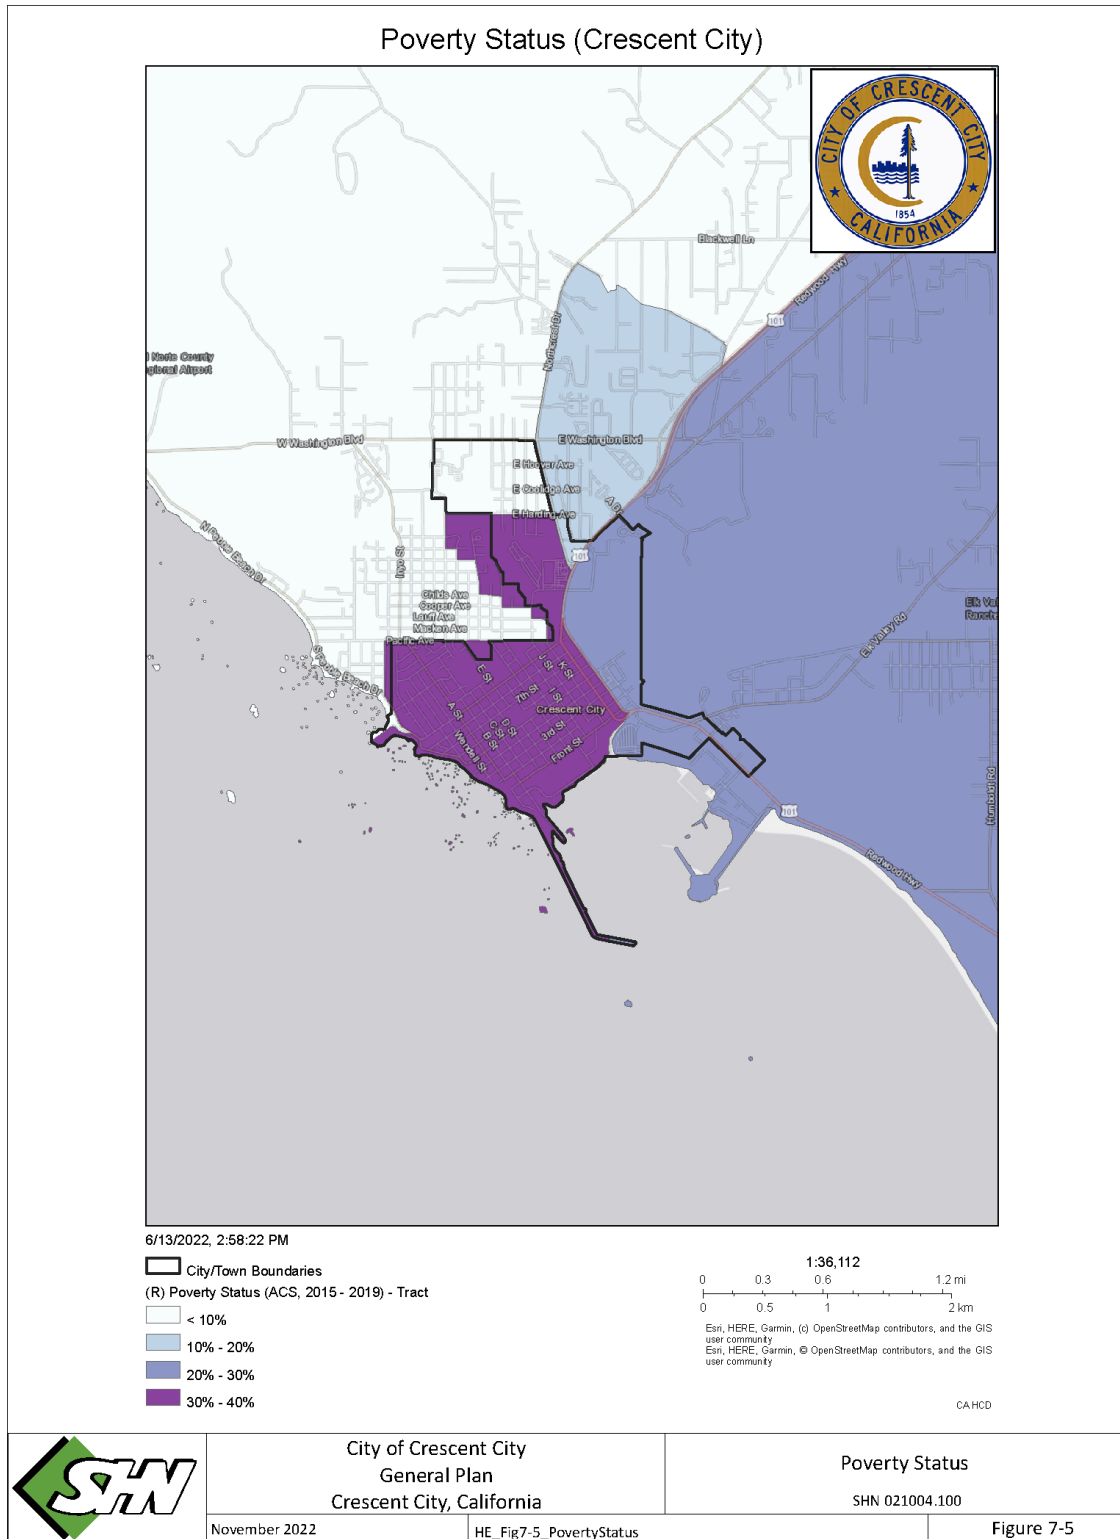 Poverty Status (Crescent City)
CITY OF CRESCENT CITY
1854
CALIFORNIA
Blackwell Ln
Redwood Hwy
101
Northcrest Dr
Norte County
Regional Airport
W Washington Blvd
E Washington Blvd
E Hoover Ave
E Coolidge Ave
A Dr
E Harding Ave
N Pebble Beach Dr
Inyo St
101
Childs Ave
Cooper Ave
Lauff Ave
Macken Ave
Pacific Ave
Elk Valley Rd
S Pebble Beach Dr
E St
J St
K St
7th St
I St
A St
Crescent City
D St
C St
B St
3rd St
Wendell St
Front St
Humboldt Rd
101
Redwood Hwy
6/13/2022, 2:58:22 PM
City/Town Boundaries
(R) Poverty Status (ACS, 2015 - 2019) - Tract
< 10%
10% - 20%
20% - 30%
30% - 40%
1:36,112
0 0.3 0.6 1.2 mi
0 0.5 1 2 km
Esri, HERE, Garmin, (c) OpenStreetMap contributors, and the GIS
user community
Esri, HERE, Garmin, © OpenStreetMap contributors, and the GIS
user community
CA HCD
SHN
City of Crescent City
General Plan
Crescent City, California
Poverty Status
SHN 021004.100
November 2022
HE_Fig7-5_PovertyStatus
Figure 7-5